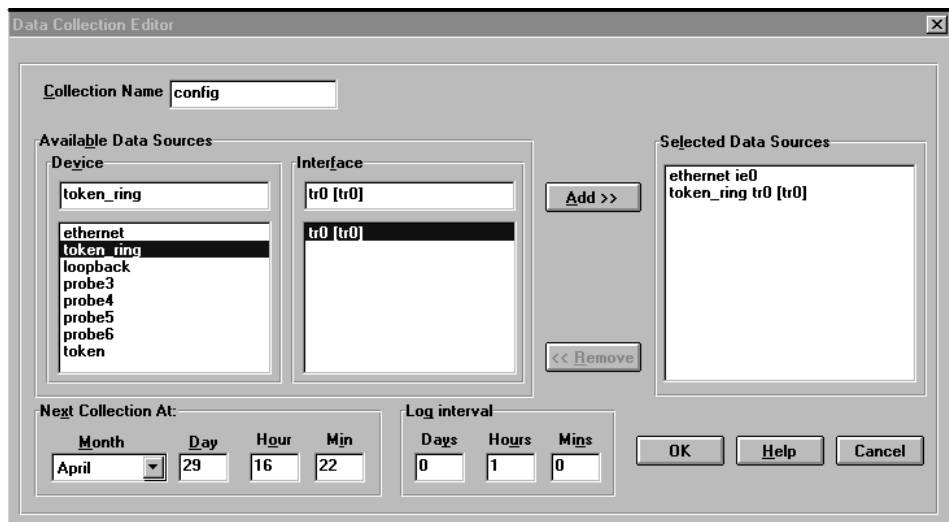 Data Collection Editor
Collection Name config
Available Data Sources
Device
token_ring
ethernet
token_ring
loopback
probe3
probe4
probe5
probe6
token
Interface
tr0 [tr0]
tr0 [tr0]
Add >>
<< Remove
Selected Data Sources
ethernet ie0
token_ring tr0 [tr0]
Next Collection At:
Month Day Hour Min
April 29 16 22
Log interval
Days Hours Mins
0 1 0
OK Help Cancel